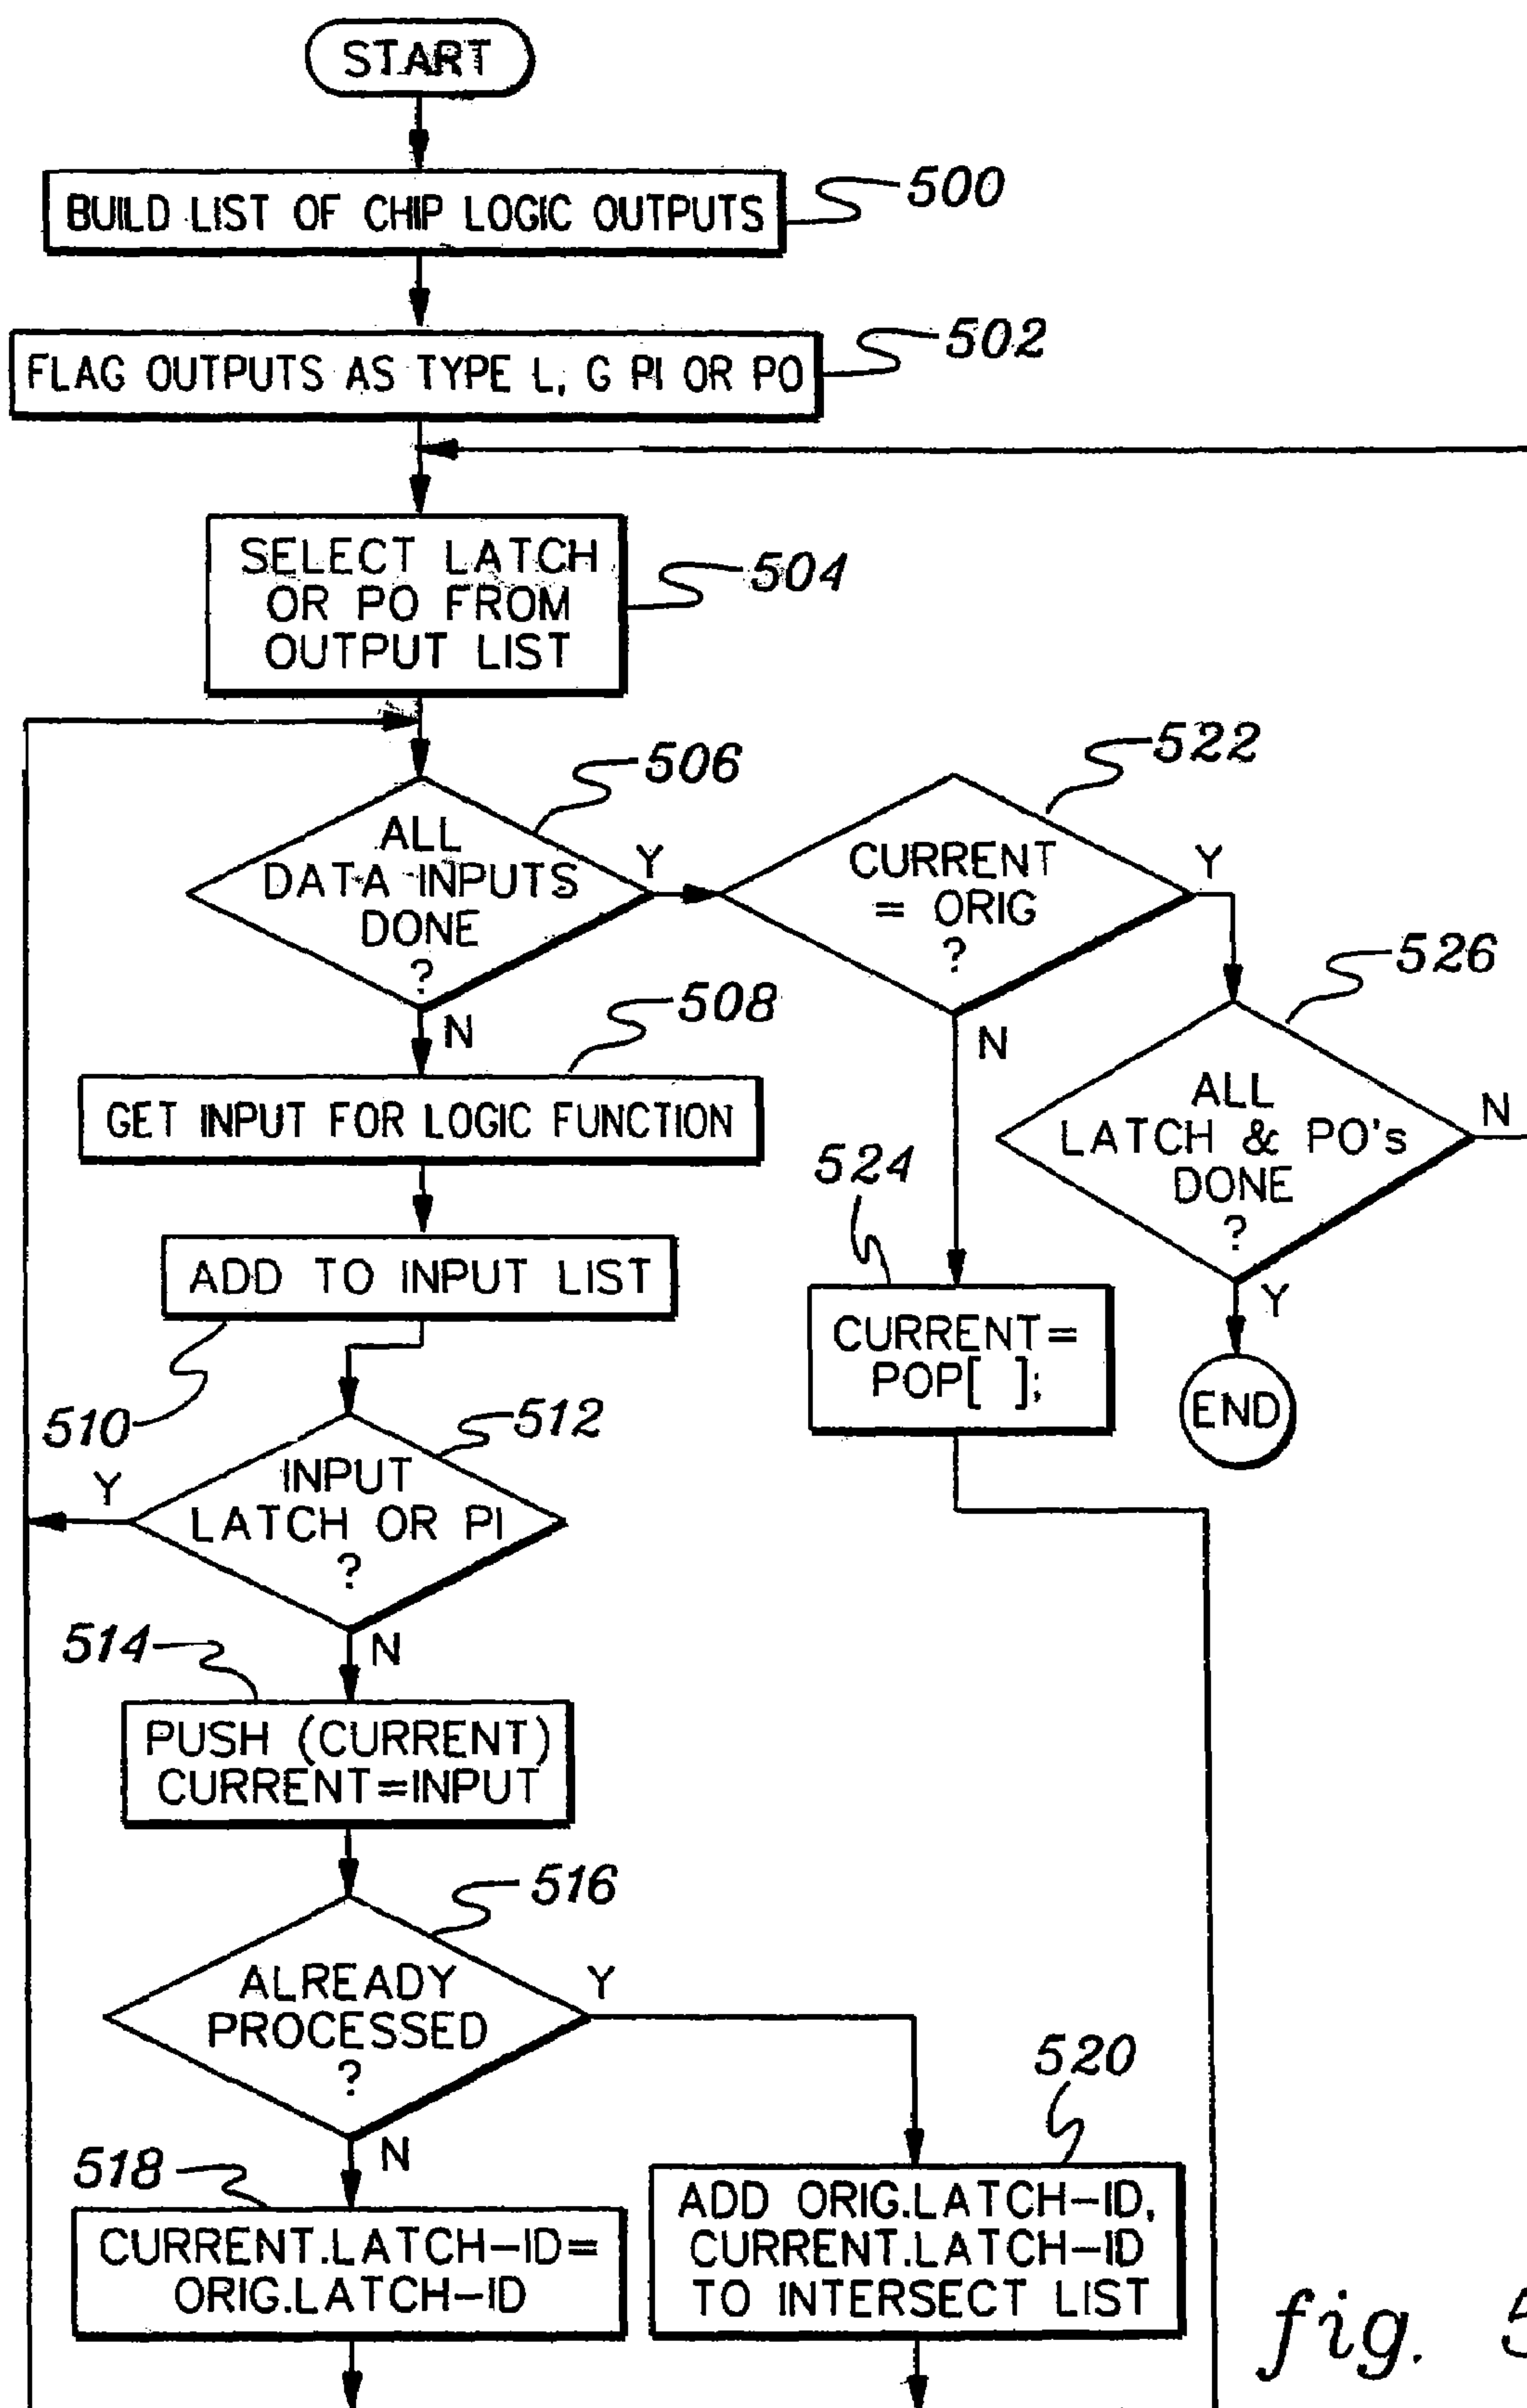 START
BUILD LIST OF CHIP LOGIC OUTPUTS
500
FLAG OUTPUTS AS TYPE L, G PI OR PO
502
SELECT LATCH
OR PO FROM
OUTPUT LIST
504
ALL
DATA INPUTS
DONE
?
506
Y
N
CURRENT
= ORIG
?
522
Y
N
ALL
LATCH & PO's
DONE
?
526
N
Y
END
GET INPUT FOR LOGIC FUNCTION
508
ADD TO INPUT LIST
510
CURRENT=
POP[ ];
524
INPUT
LATCH OR PI
?
512
Y
N
PUSH (CURRENT)
CURRENT=INPUT
514
ALREADY
PROCESSED
?
516
Y
N
CURRENT.LATCH-ID=
ORIG.LATCH-ID
518
ADD ORIG.LATCH-ID,
CURRENT.LATCH-ID
TO INTERSECT LIST
520
fig. 5